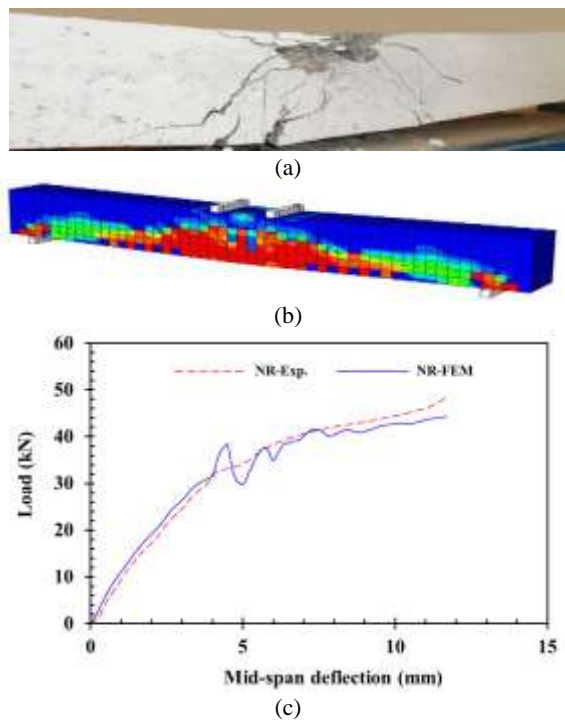 (a)
(b)
60
50
40
30
20
10
0
Load (kN)
NR-Exp.
NR-FEM
0 5 10 15
Mid-span deflection (mm)
(c)